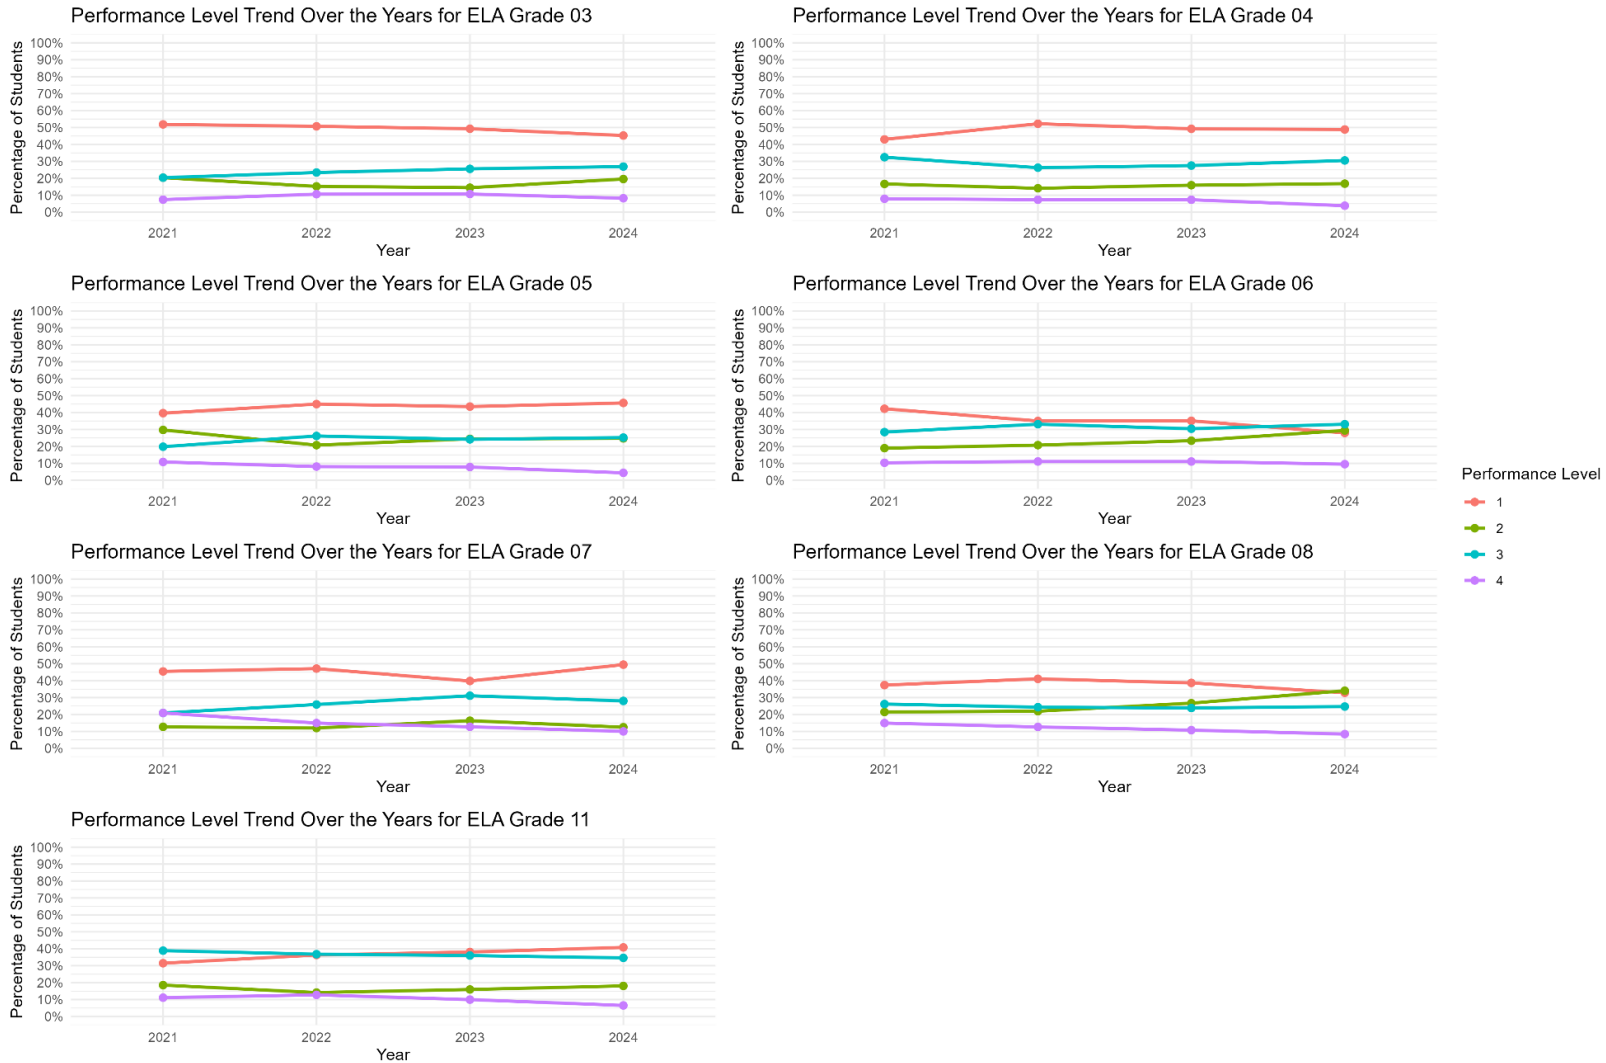 Performance Level Trend Over the Years for ELA Grade 03
Percentage of Students
100%
90%
80%
70%
60%
50%
40%
30%
20%
10%
0%
2021 2022 2023 2024
Year
Performance Level Trend Over the Years for ELA Grade 04
Percentage of Students
100%
90%
80%
70%
60%
50%
40%
30%
20%
10%
0%
2021 2022 2023 2024
Year
Performance Level Trend Over the Years for ELA Grade 05
Percentage of Students
100%
90%
80%
70%
60%
50%
40%
30%
20%
10%
0%
2021 2022 2023 2024
Year
Performance Level Trend Over the Years for ELA Grade 06
Percentage of Students
100%
90%
80%
70%
60%
50%
40%
30%
20%
10%
0%
2021 2022 2023 2024
Year
Performance Level Trend Over the Years for ELA Grade 07
Percentage of Students
100%
90%
80%
70%
60%
50%
40%
30%
20%
10%
0%
2021 2022 2023 2024
Year
Performance Level Trend Over the Years for ELA Grade 08
Percentage of Students
100%
90%
80%
70%
60%
50%
40%
30%
20%
10%
0%
2021 2022 2023 2024
Year
Performance Level Trend Over the Years for ELA Grade 11
Percentage of Students
100%
90%
80%
70%
60%
50%
40%
30%
20%
10%
0%
2021 2022 2023 2024
Year
Performance Level
1
2
3
4